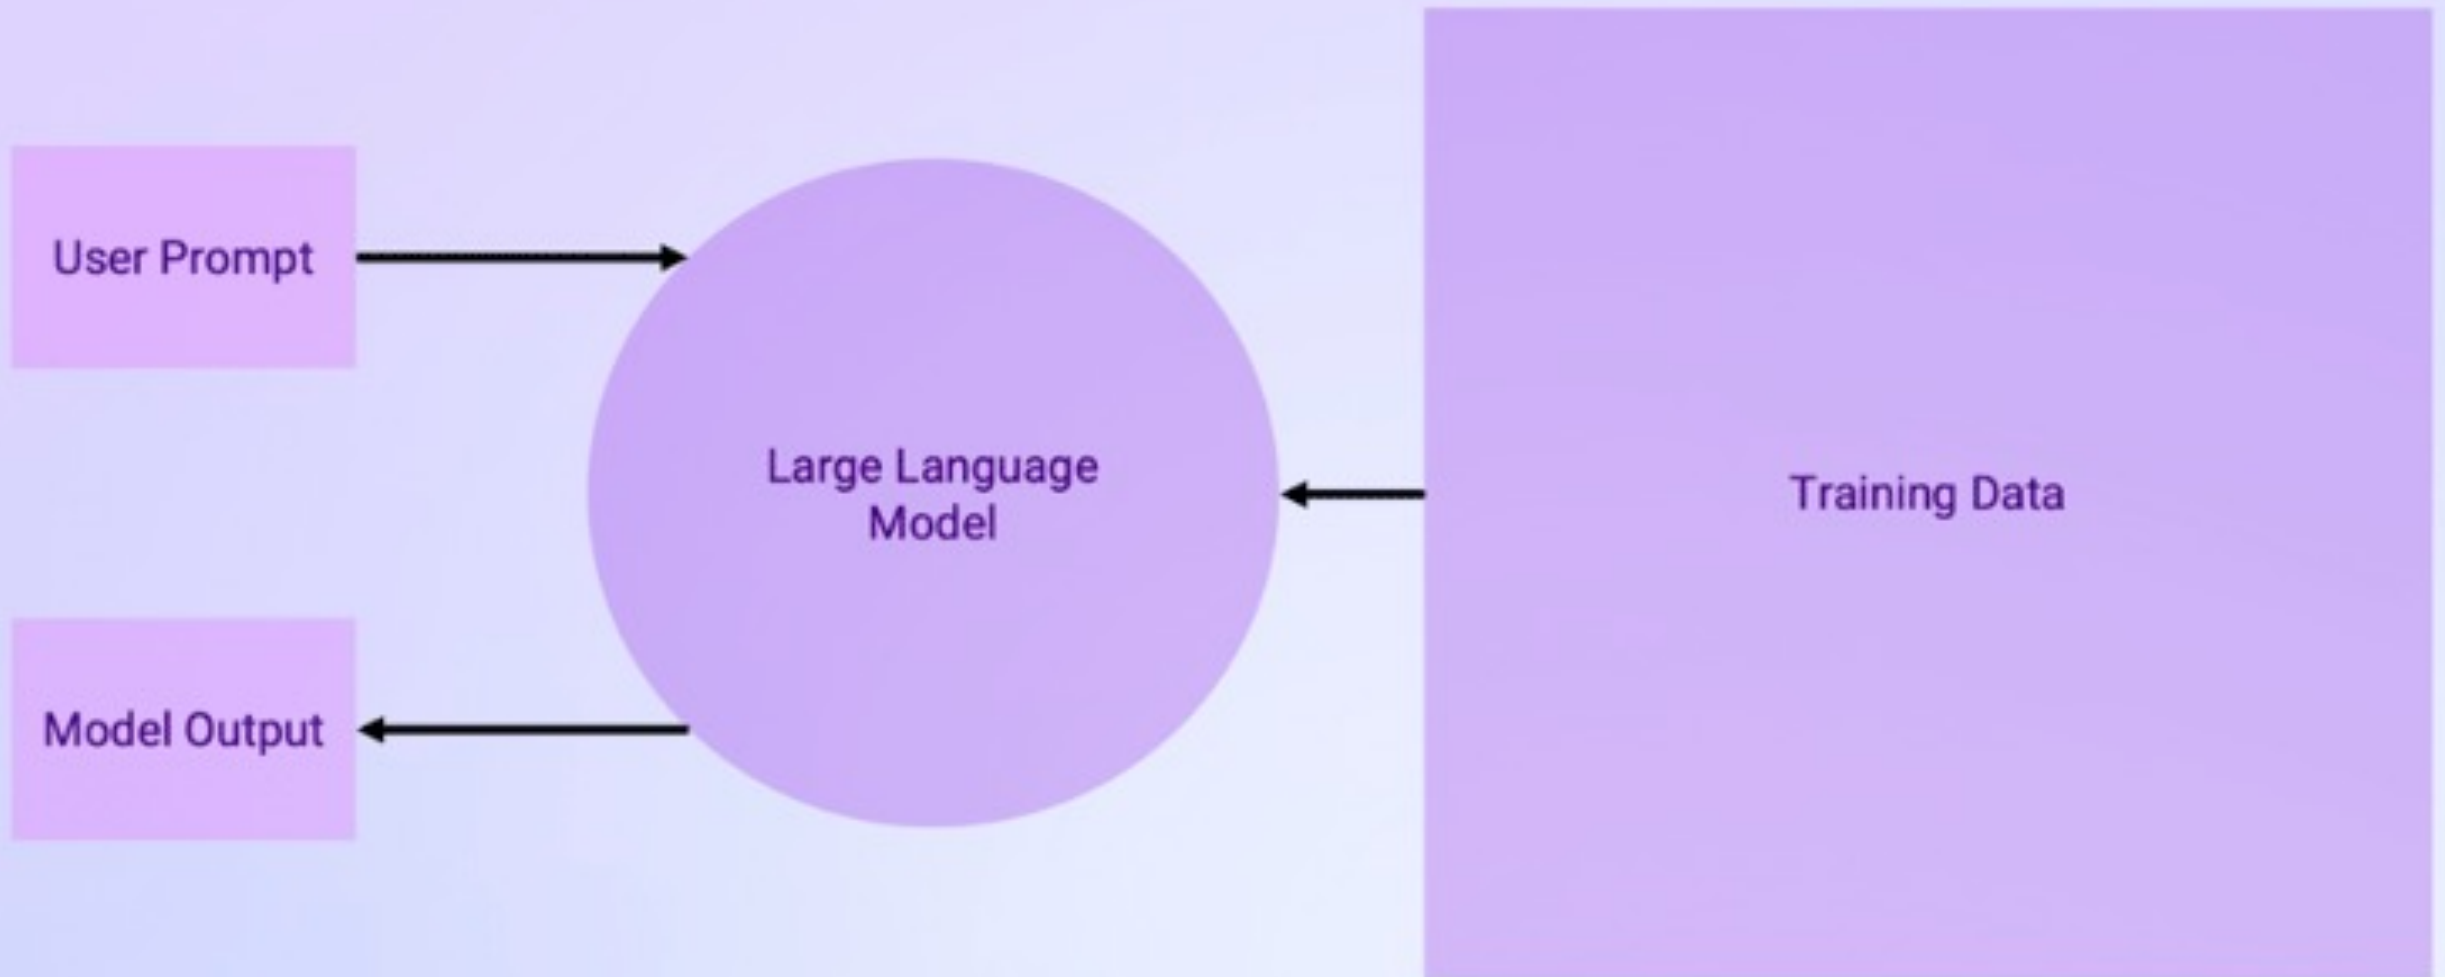 User Prompt
Large Language
Model
Training Data
Model Output